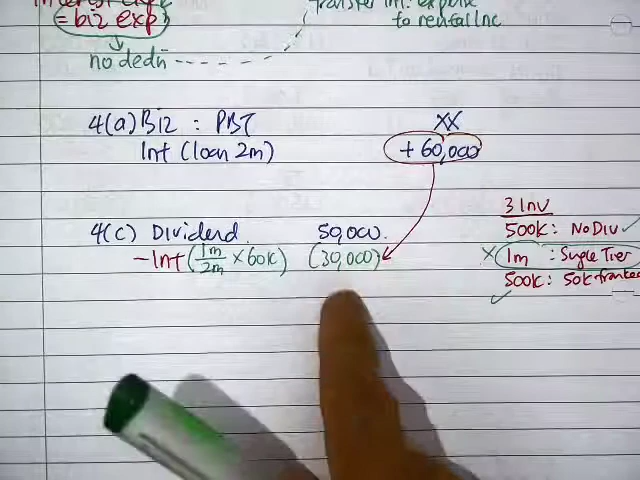 = biz exp
Transfer int. expense
to rental Inc
no dedn
4(a) Biz : PBT XX
Int (loan 2m) + 60,000
4(c) Dividend 50,000.
- Int (1m/2m × 60K) (30,000)
3 Inv
500K: No Div ✓
× 1m : Single Tier
500K: 50K franked
✓